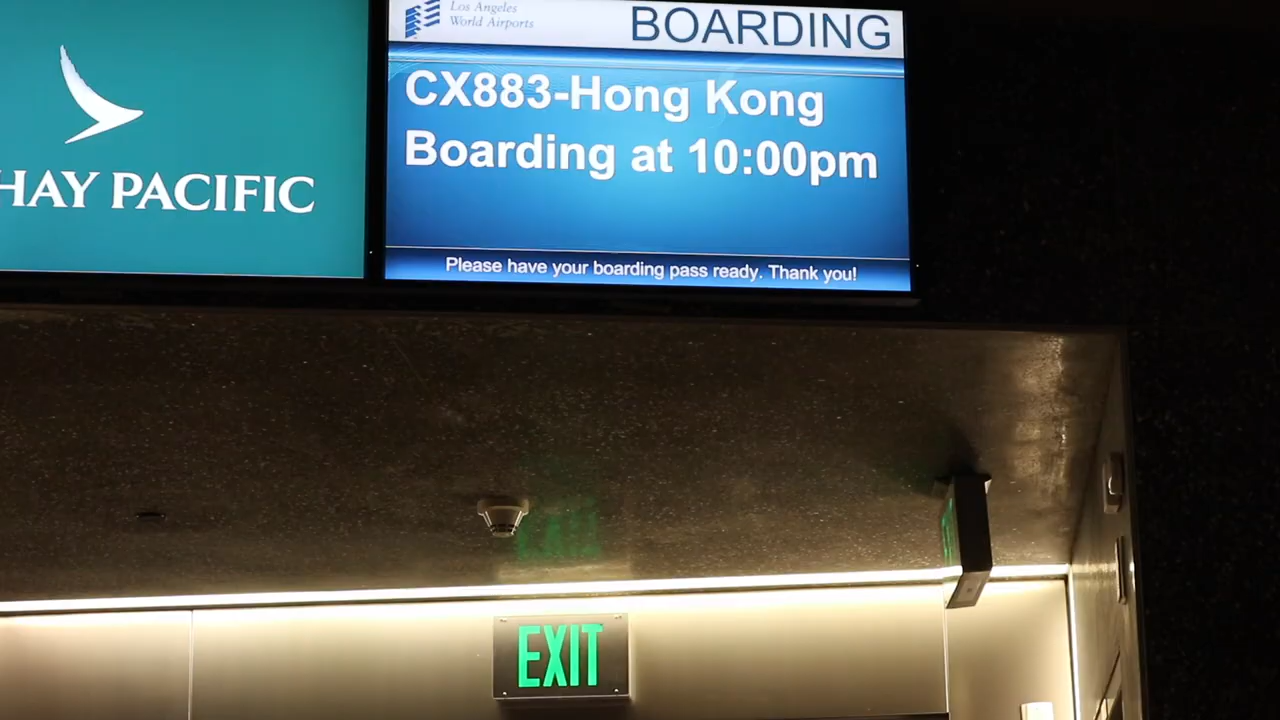 HAY PACIFIC
Los Angeles
World Airports
BOARDING
CX883-Hong Kong
Boarding at 10:00pm
Please have your boarding pass ready. Thank you!
EXIT